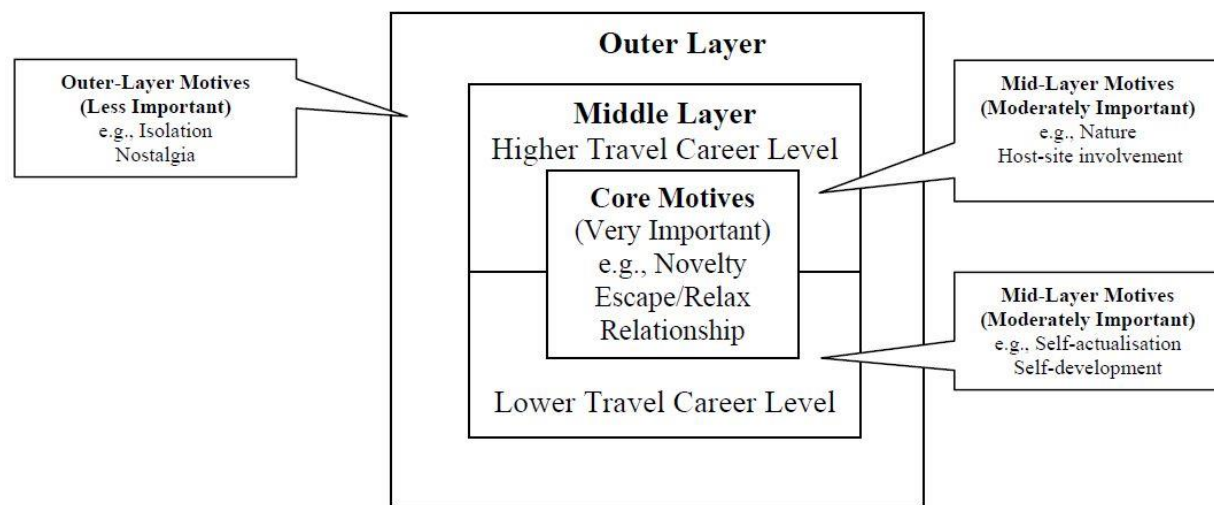 Outer Layer
Outer-Layer Motives
(Less Important)
e.g., Isolation
Nostalgia
Middle Layer
Higher Travel Career Level
Mid-Layer Motives
(Moderately Important)
e.g., Nature
Host-site involvement
Core Motives
(Very Important)
e.g., Novelty
Escape/Relax
Relationship
Mid-Layer Motives
(Moderately Important)
e.g., Self-actualisation
Self-development
Lower Travel Career Level